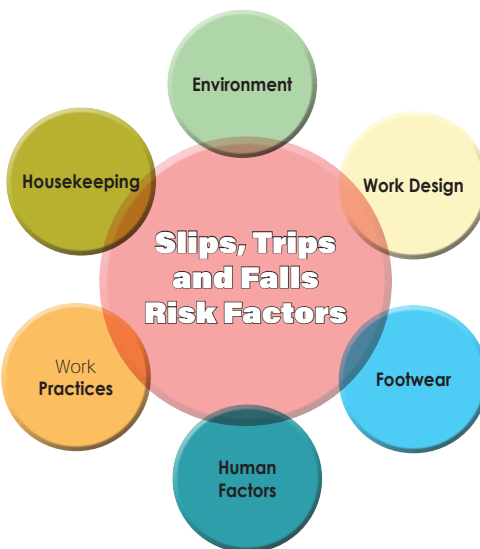 Environment
Housekeeping
Work Design
Slips, Trips
and Falls
Risk Factors
Work
Practices
Footwear
Human
Factors